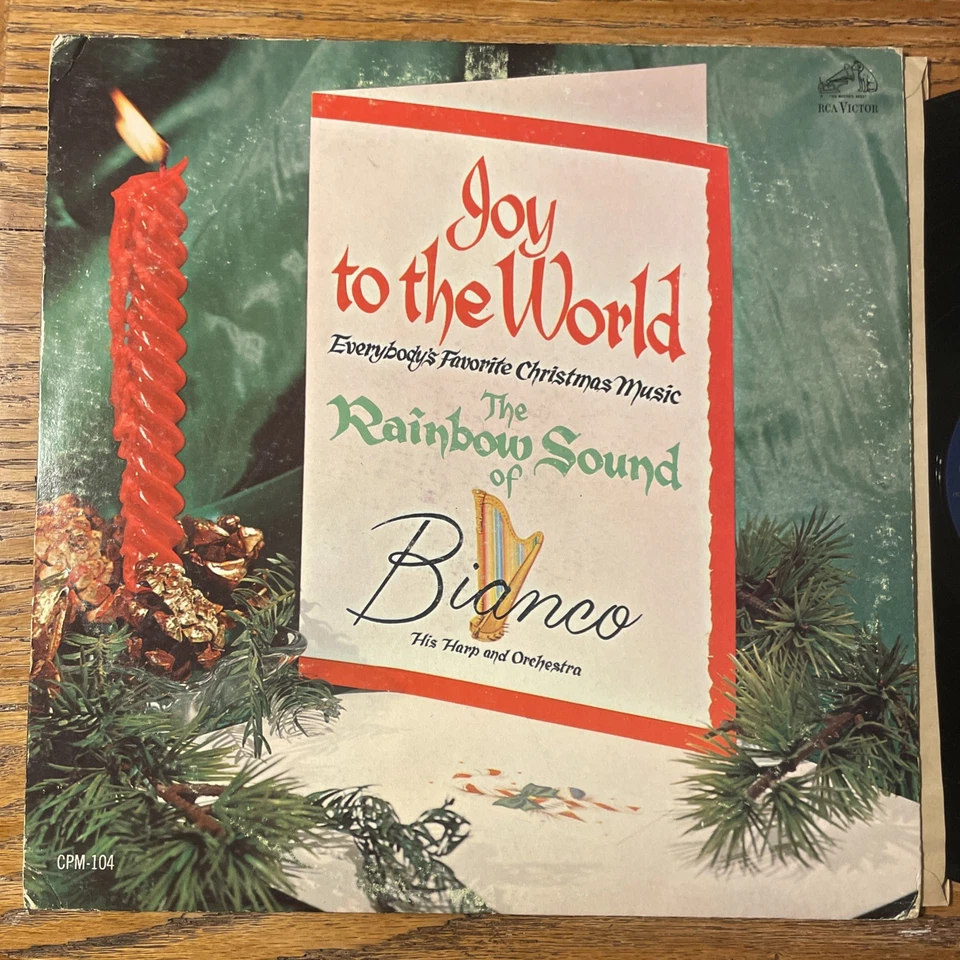 RCA VICTOR
Joy
to the World
Everybody's Favorite Christmas Music
The
Rainbow Sound
of
Bianco
His Harp and Orchestra
CPM-104